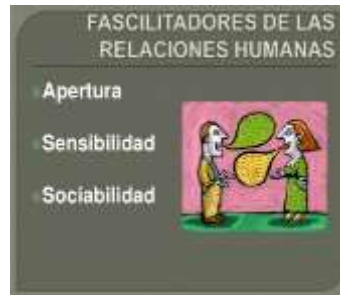 FASCILITADORES DE LAS
RELACIONES HUMANAS
Apertura
Sensibilidad
Sociabilidad